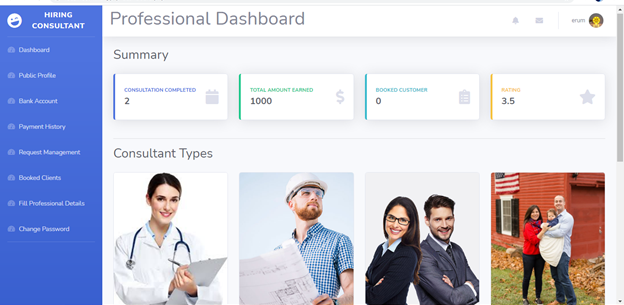 HIRING
CONSULTANT
Professional Dashboard
erum
Dashboard
Public Profile
Bank Account
Payment History
Request Management
Booked Clients
Fill Professional Details
Change Password
Summary
CONSULTATION COMPLETED
2
TOTAL AMOUNT EARNED
1000
BOOKED CUSTOMER
0
RATING
3.5
Consultant Types